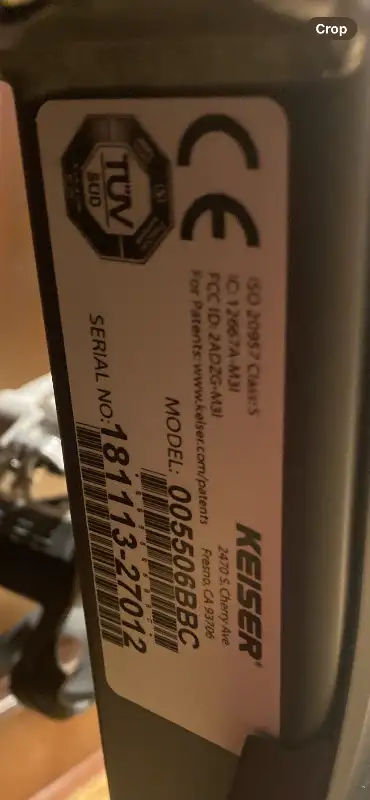 Crop
KEISER®
2470 S. Cherry Ave.
Fresno, CA 93706
MODEL: 005506BBC
SERIAL NO: 181113-27012
ISO 20957 Class: S
IC: 12667A-M3I
FCC ID: 2ADZG-M3I
For Patents: www.keiser.com/patents
CE
TÜV
SÜD